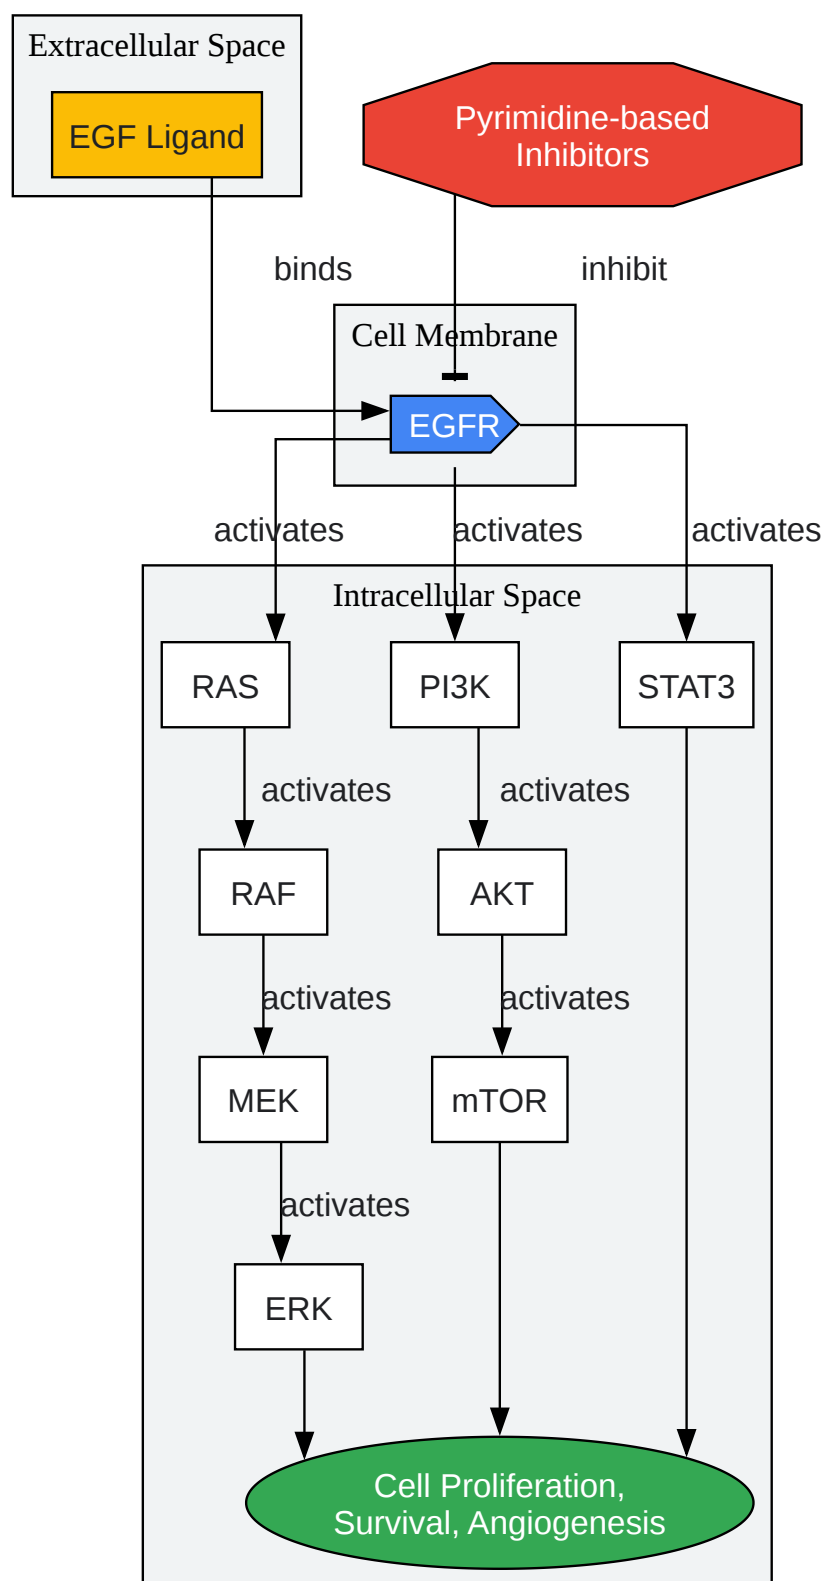 Extracellular Space
EGF Ligand
Pyrimidine-based
Inhibitors
binds
inhibit
Cell Membrane
EGFR
activates
activates
activates
Intracellular Space
RAS
PI3K
STAT3
activates
activates
RAF
AKT
activates
activates
MEK
mTOR
activates
ERK
Cell Proliferation,
Survival, Angiogenesis